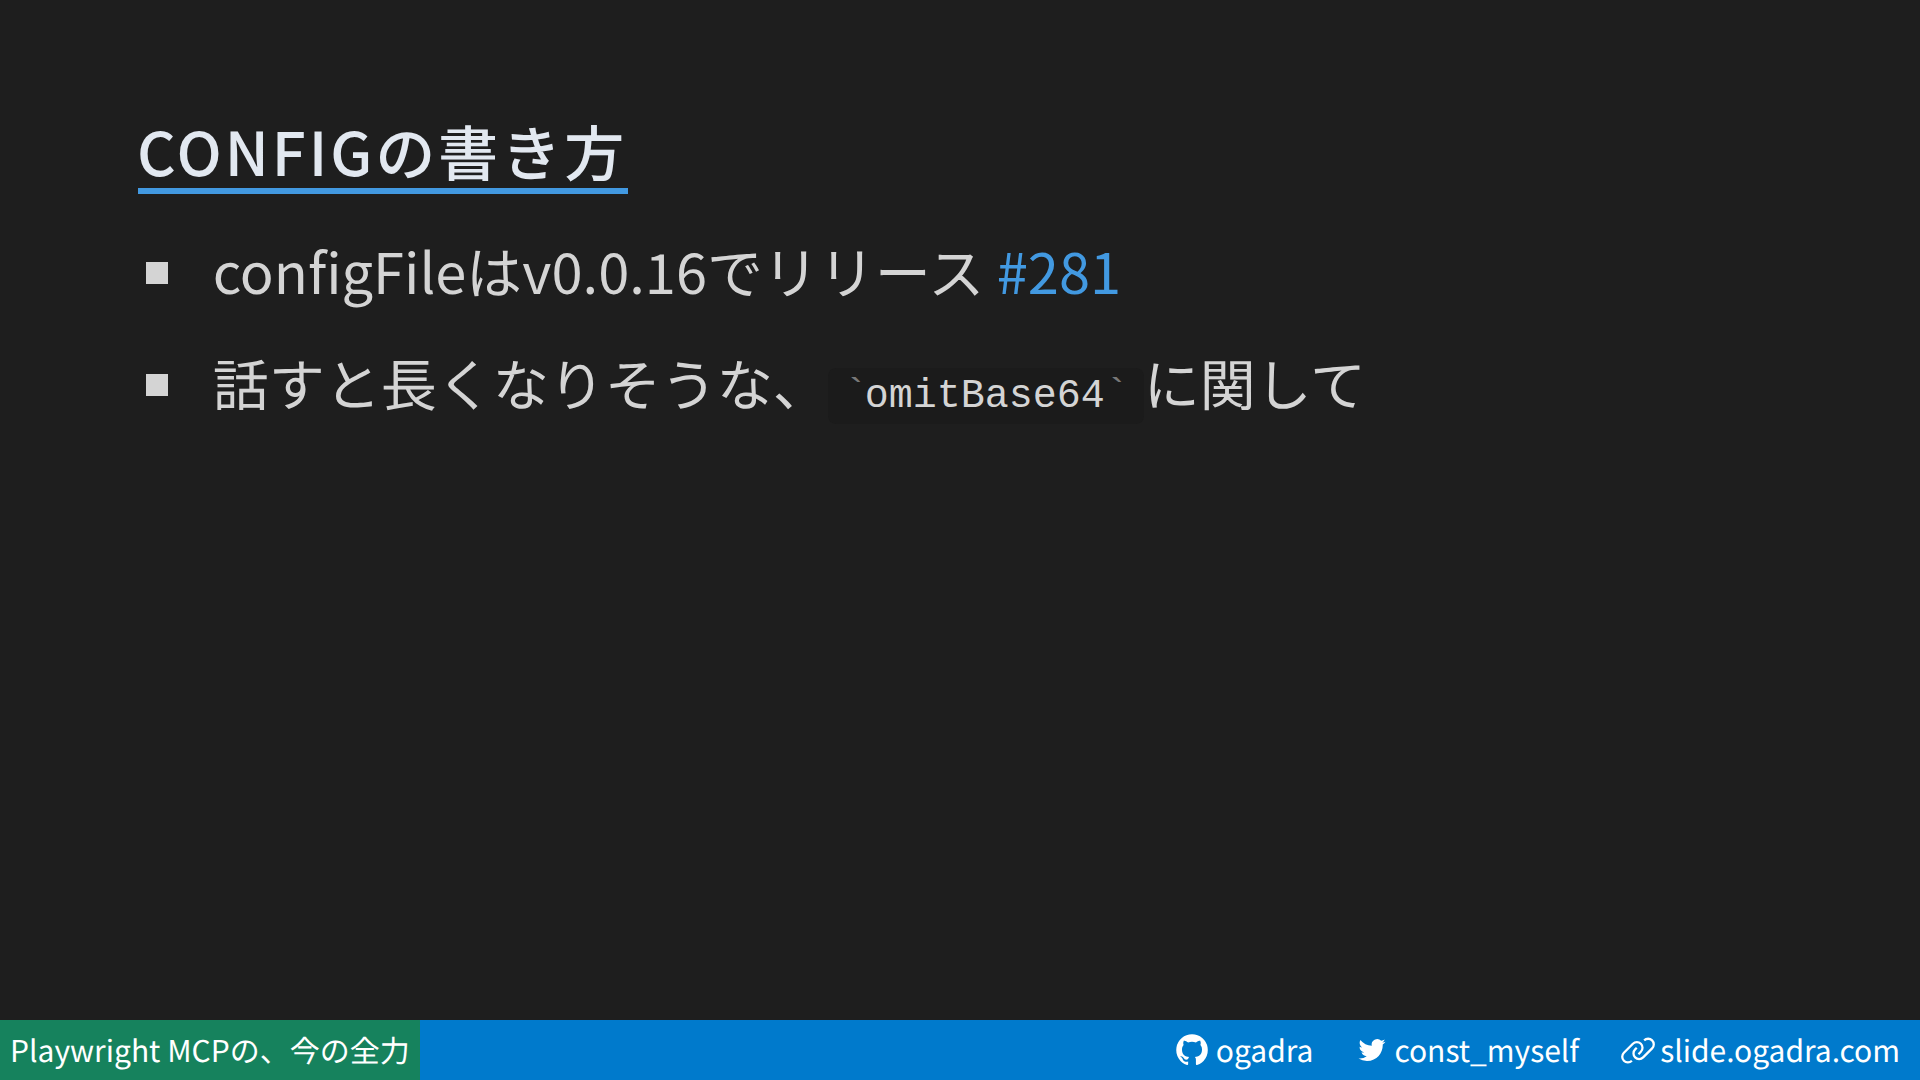 CONFIGの書き方
configFileはv0.0.16でリリース #281
話すと長くなりそうな、`omitBase64`に関して
Playwright MCPの、今の全力
ogadra
const_myself
slide.ogadra.com